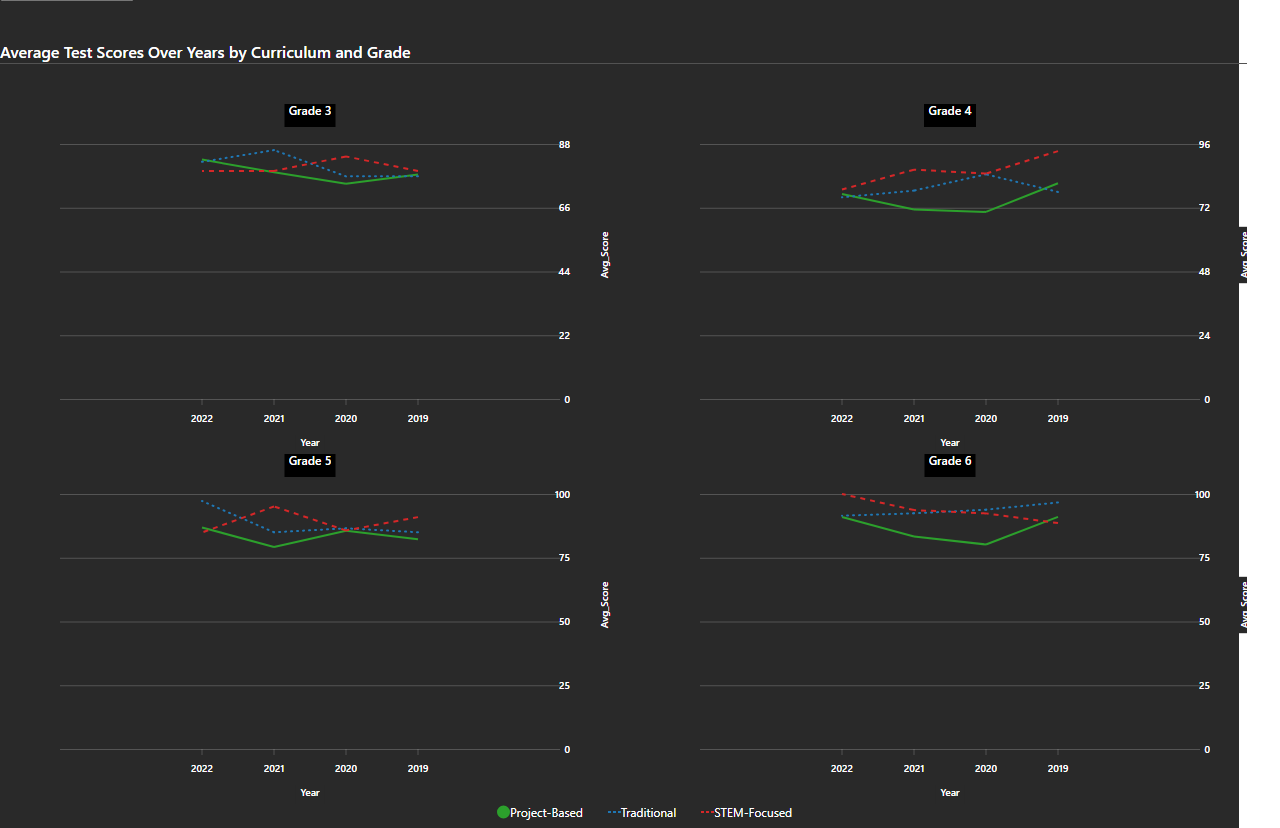 Average Test Scores Over Years by Curriculum and Grade
Grade 3
88
66
44
22
0
Avg_Score
2022 2021 2020 2019
Year
Grade 4
96
72
48
24
0
Avg_Score
2022 2021 2020 2019
Year
Grade 5
100
75
50
25
0
Avg_Score
2022 2021 2020 2019
Year
Grade 6
100
75
50
25
0
Avg_Score
2022 2021 2020 2019
Year
Project-Based Traditional STEM-Focused